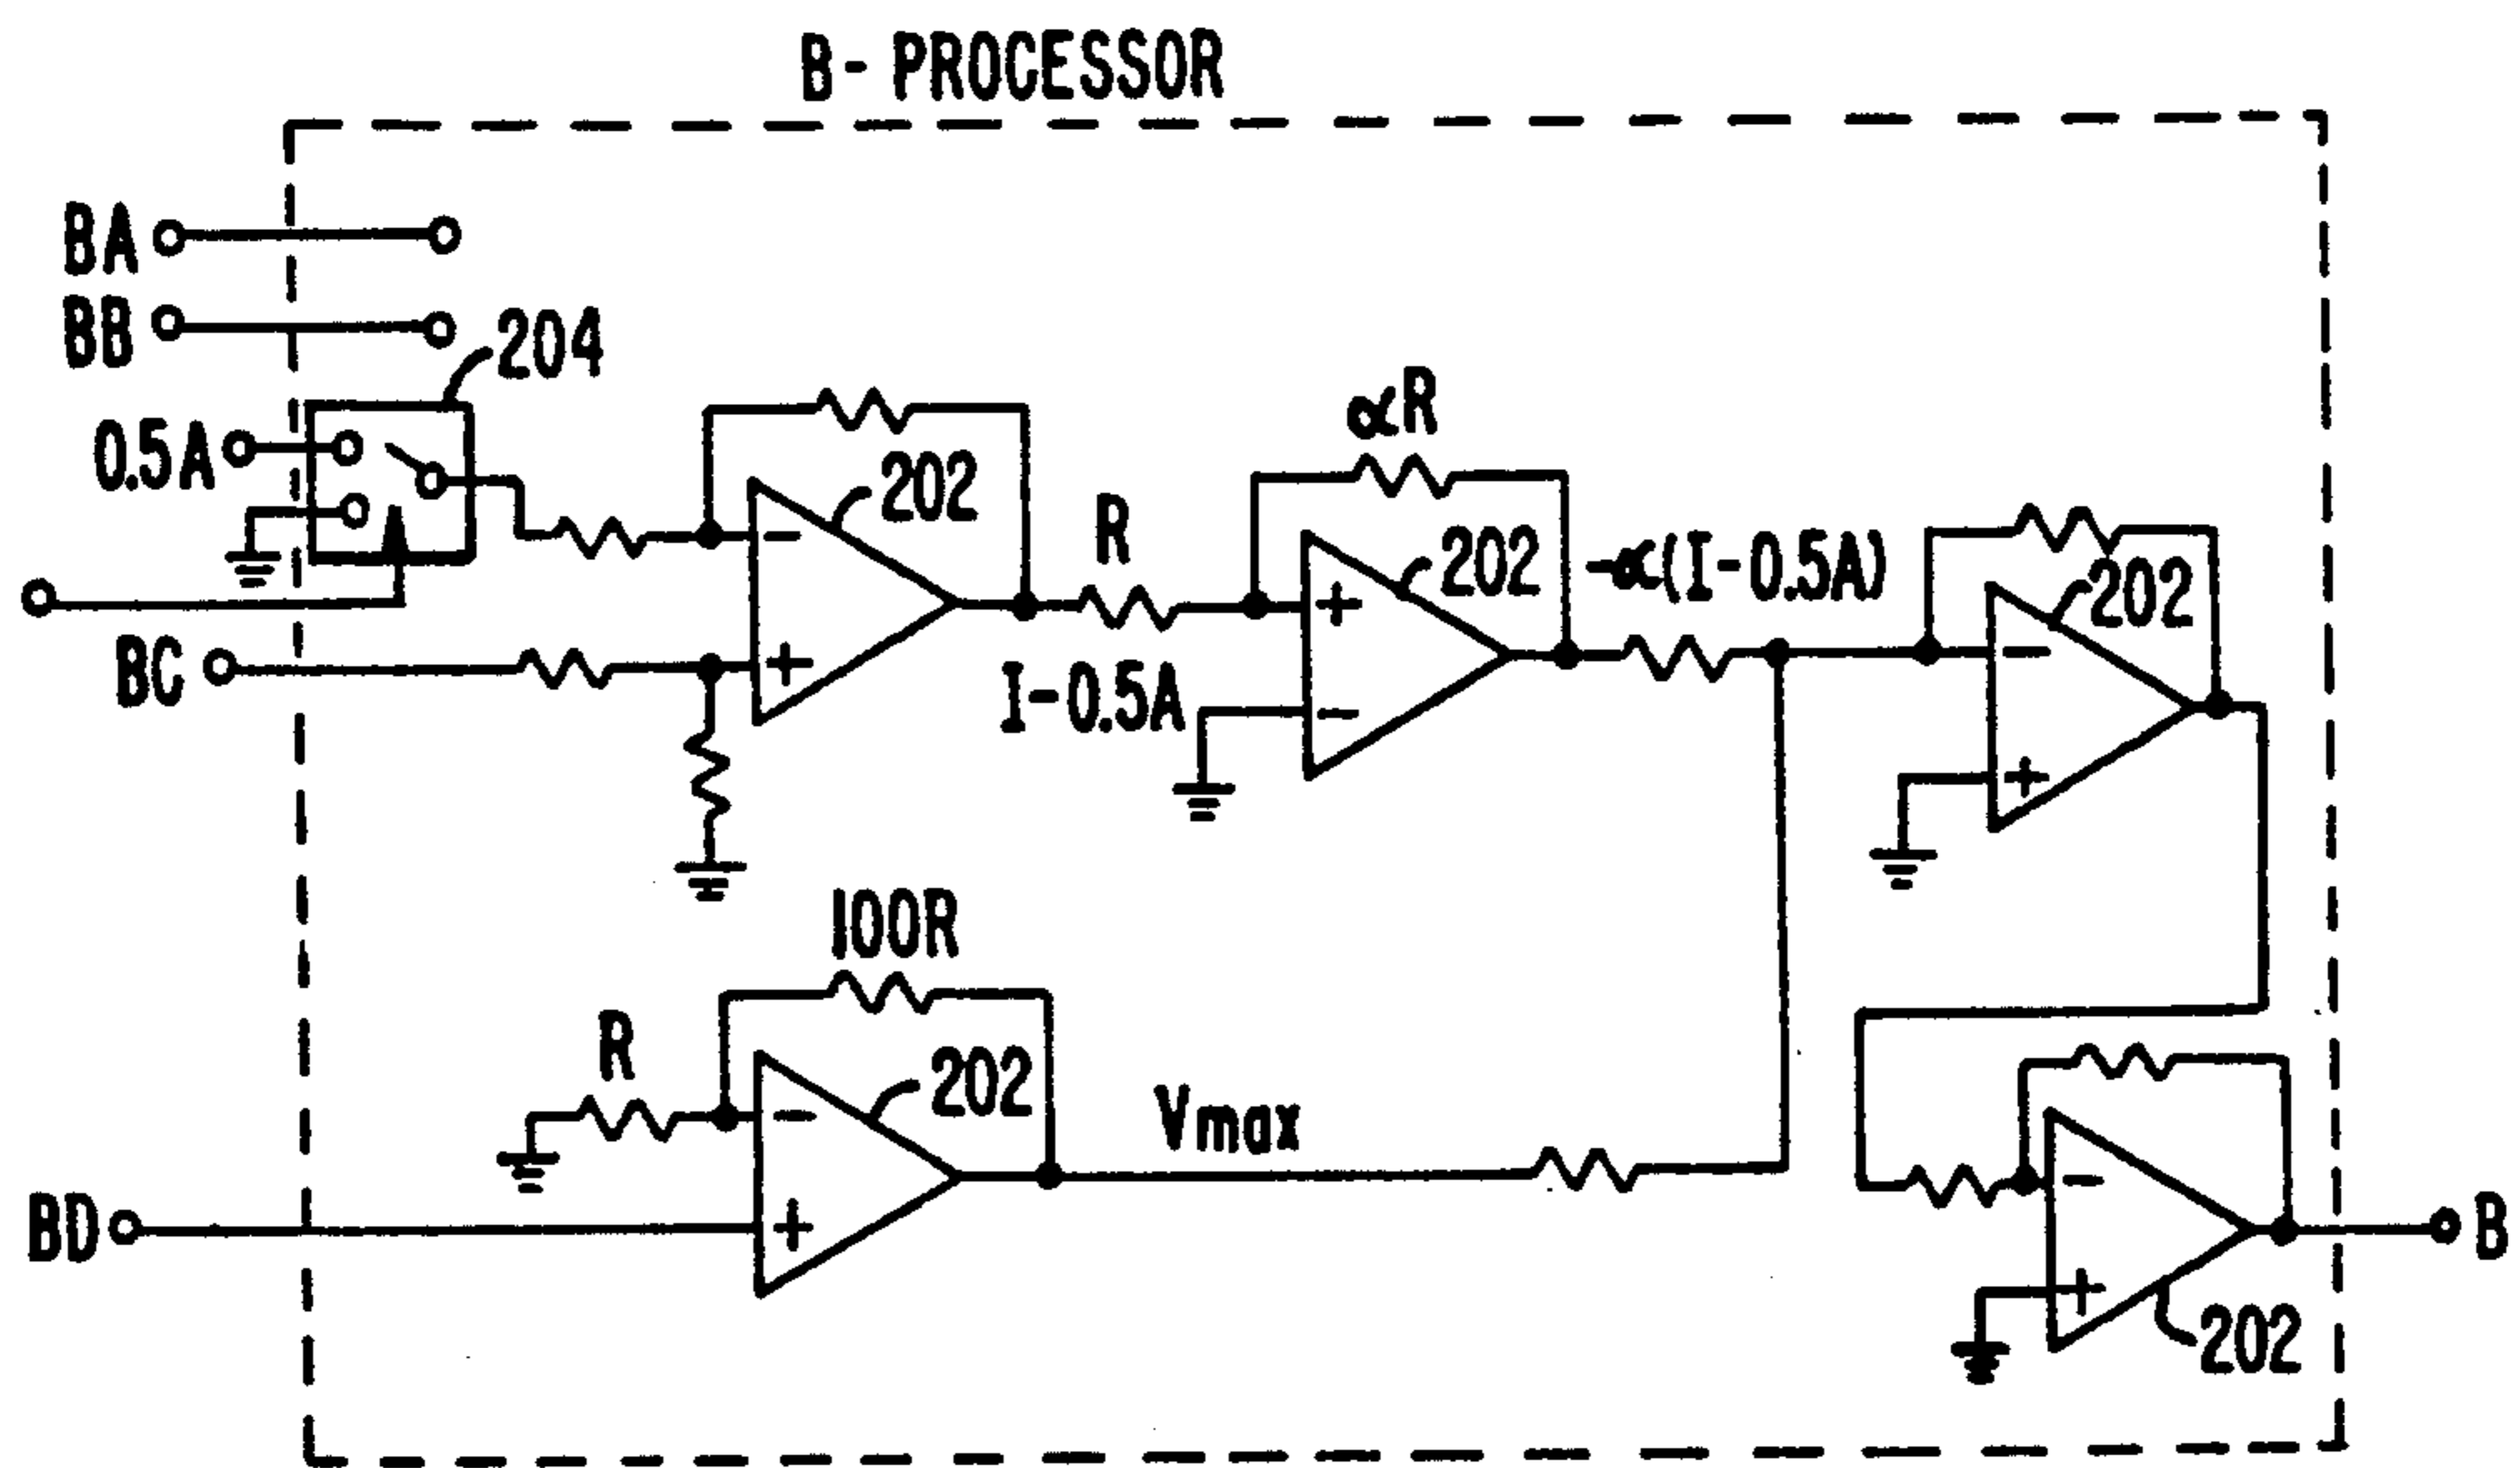 B- PROCESSOR
BA
BB
204
0.5A
BC
202
-
+
R
I-0.5A
αR
202
+
-
-α(I-0.5A)
202
-
+
100R
R
202
-
+
Vmax
BD
-
+
202
B